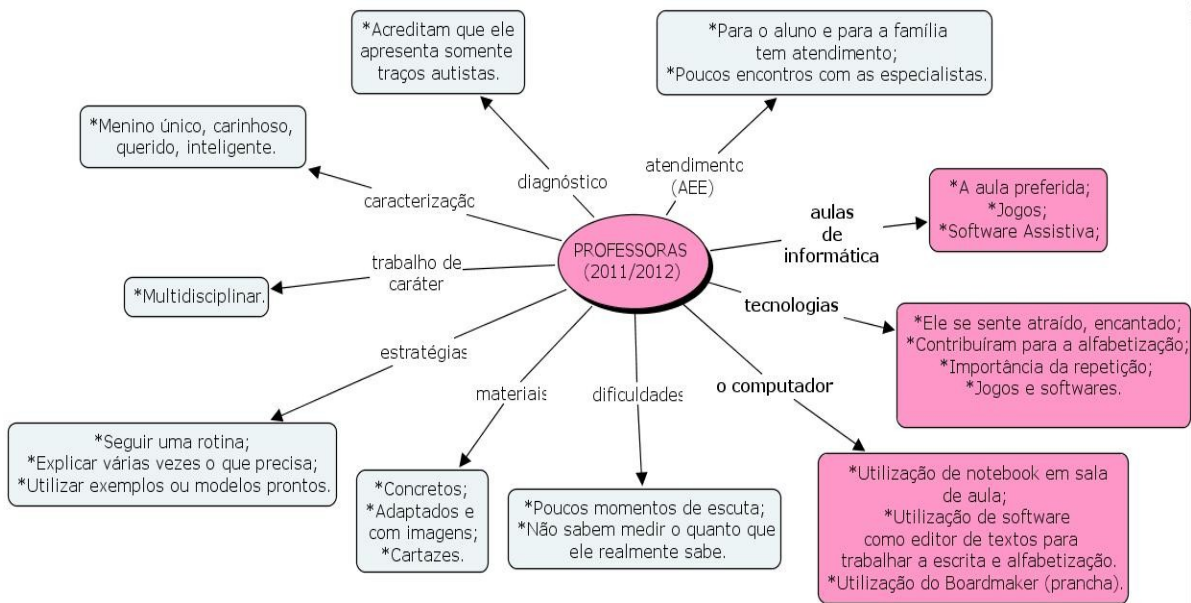 *Acreditam que ele
apresenta somente
traços autistas.
*Para o aluno e para a família
tem atendimento;
*Poucos encontros com as especialistas.
*Menino único, carinhoso,
querido, inteligente.
diagnóstico
atendimento
(AEE)
caracterização
*A aula preferida;
*Jogos;
*Software Assistiva;
aulas
de
informática
PROFESSORAS
(2011/2012)
trabalho de
caráter
*Multidisciplinar.
tecnologias
*Ele se sente atraído, encantado;
*Contribuíram para a alfabetização;
*Importância da repetição;
*Jogos e softwares.
estratégias
materiais
dificuldades
o computador
*Seguir uma rotina;
*Explicar várias vezes o que precisa;
*Utilizar exemplos ou modelos prontos.
*Concretos;
*Adaptados e
com imagens;
*Cartazes.
*Poucos momentos de escuta;
*Não sabem medir o quanto que
ele realmente sabe.
*Utilização de notebook em sala
de aula;
*Utilização de software
como editor de textos para
trabalhar a escrita e alfabetização.
*Utilização do Boardmaker (prancha).